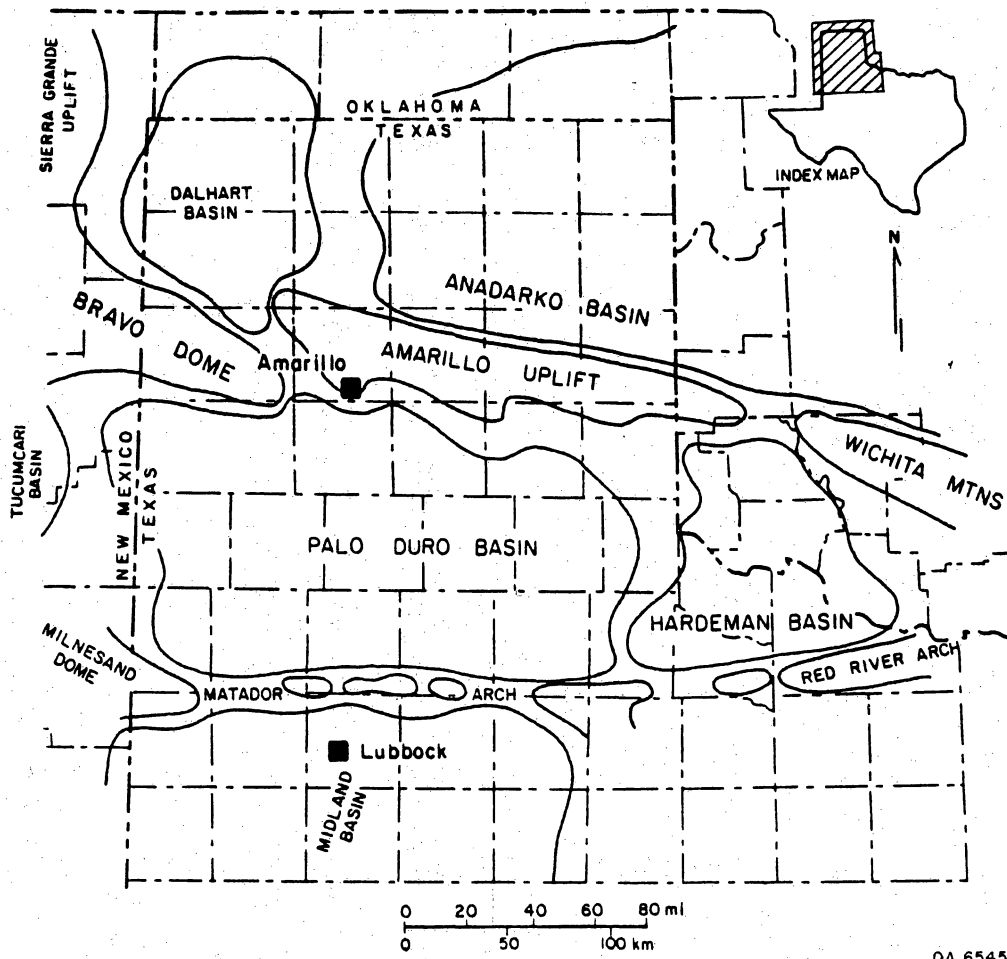 SIERRA GRANDE
UPLIFT
OKLAHOMA
TEXAS
INDEX MAP
DALHART
BASIN
N
ANADARKO BASIN
BRAVO DOME
Amarillo
AMARILLO UPLIFT
WICHITA MTNS
TUCUMCARI
BASIN
NEW MEXICO
TEXAS
PALO DURO BASIN
HARDEMAN BASIN
MILNESAND
DOME
RED RIVER ARCH
MATADOR ARCH
Lubbock
MIDLAND
BASIN
0 20 40 60 80 mi
0 50 100 km
QA 6545